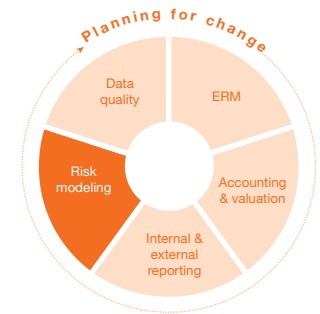 Planning for change
Data
quality
ERM
Risk
modeling
Accounting
& valuation
Internal &
external
reporting